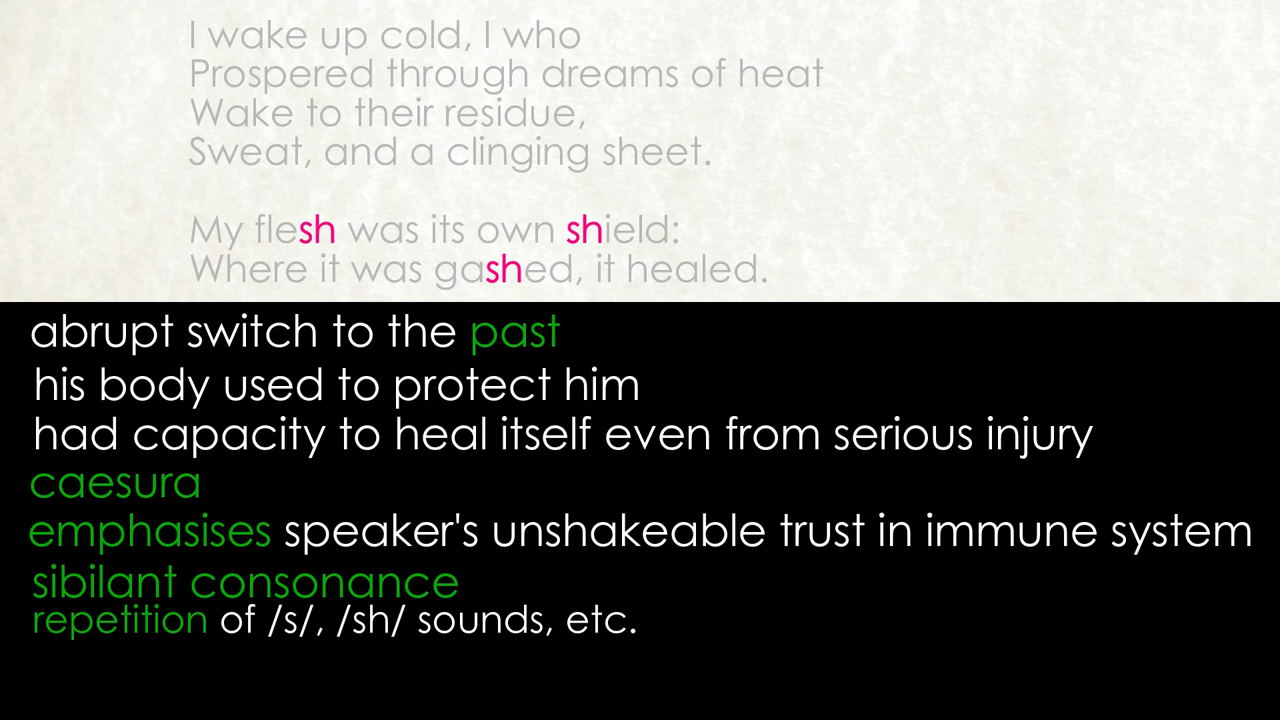 I wake up cold, I who
Prospered through dreams of heat
Wake to their residue,
Sweat, and a clinging sheet.
My flesh was its own shield:
Where it was gashed, it healed.
abrupt switch to the past
his body used to protect him
had capacity to heal itself even from serious injury
caesura
emphasises speaker's unshakeable trust in immune system
sibilant consonance
repetition of /s/, /sh/ sounds, etc.